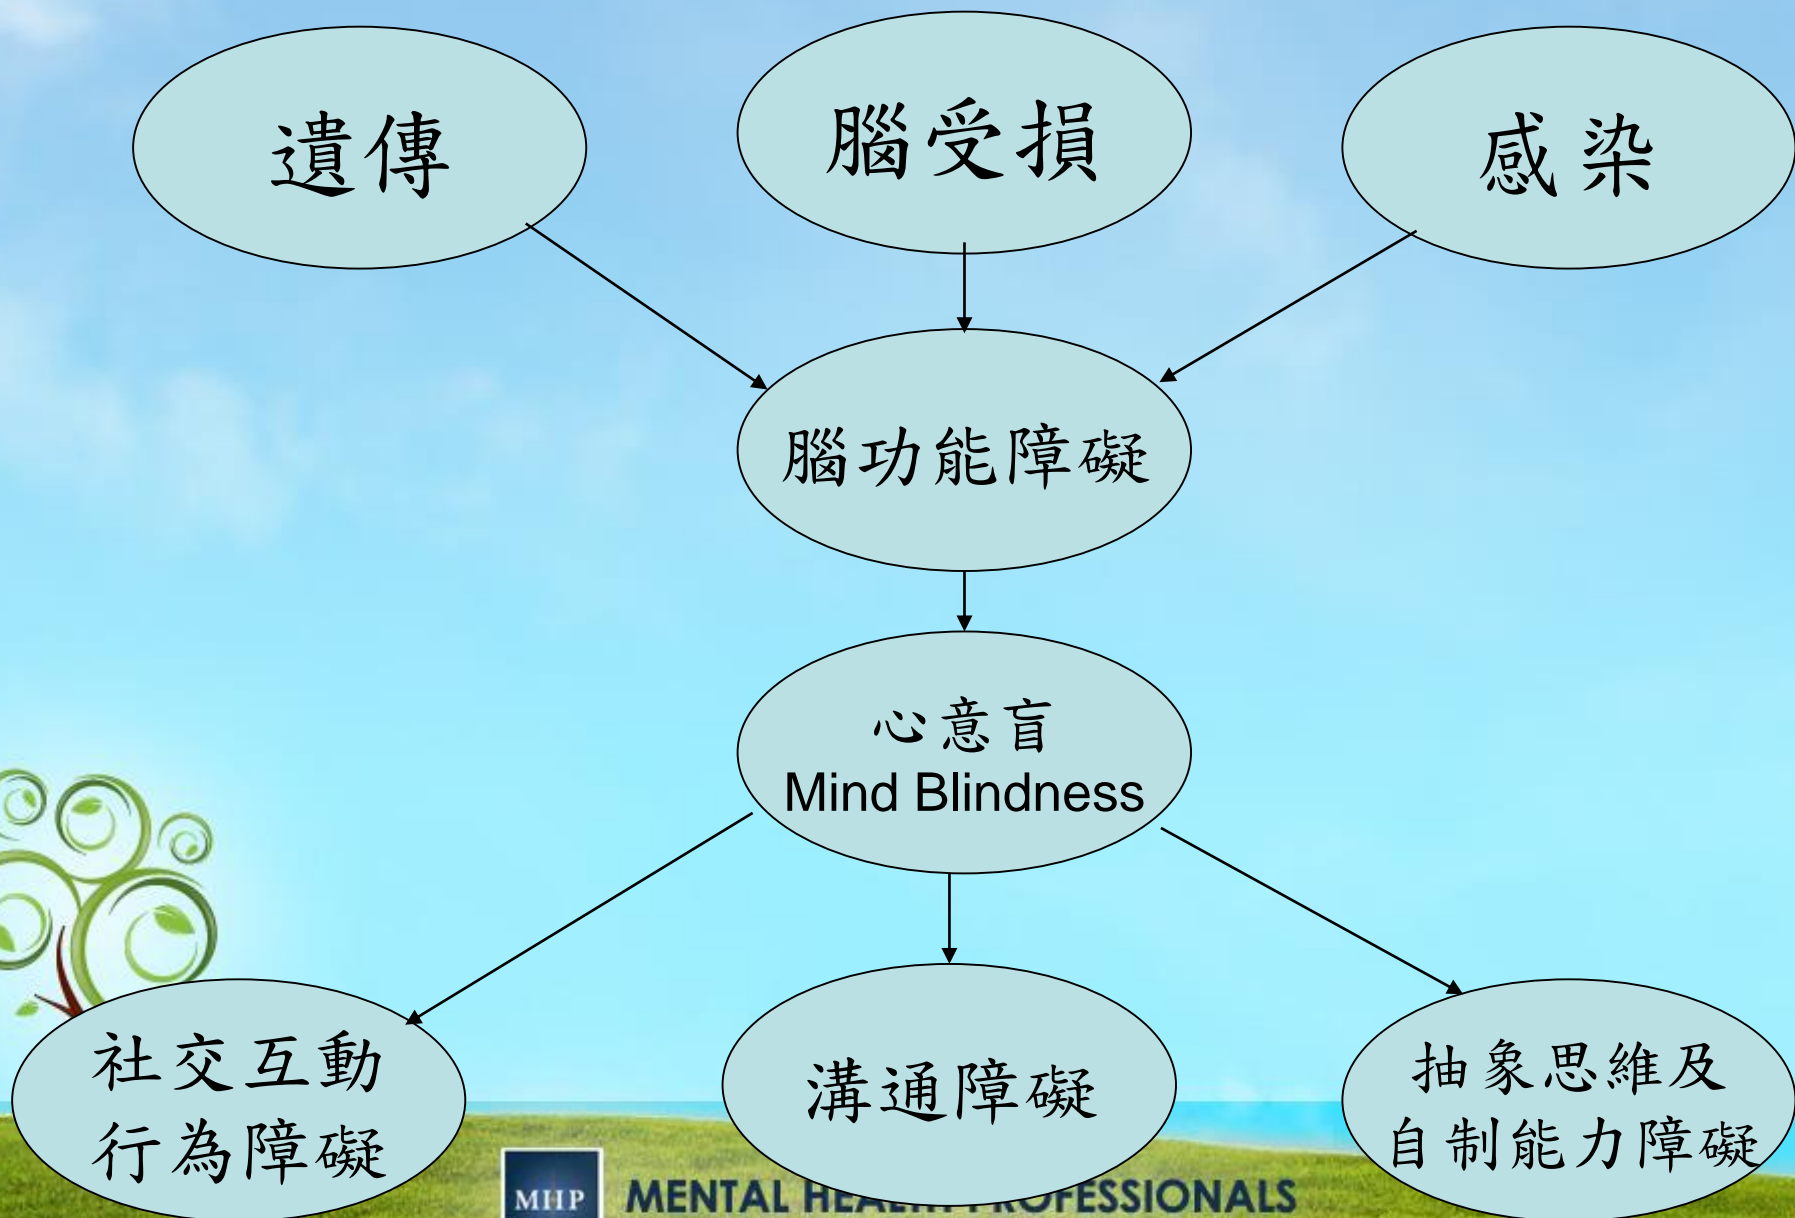 遺傳
腦受損
感染
腦功能障礙
心意盲
Mind Blindness
社交互動
行為障礙
溝通障礙
抽象思維及
自制能力障礙
MHP
MENTAL HEALTH PROFESSIONALS